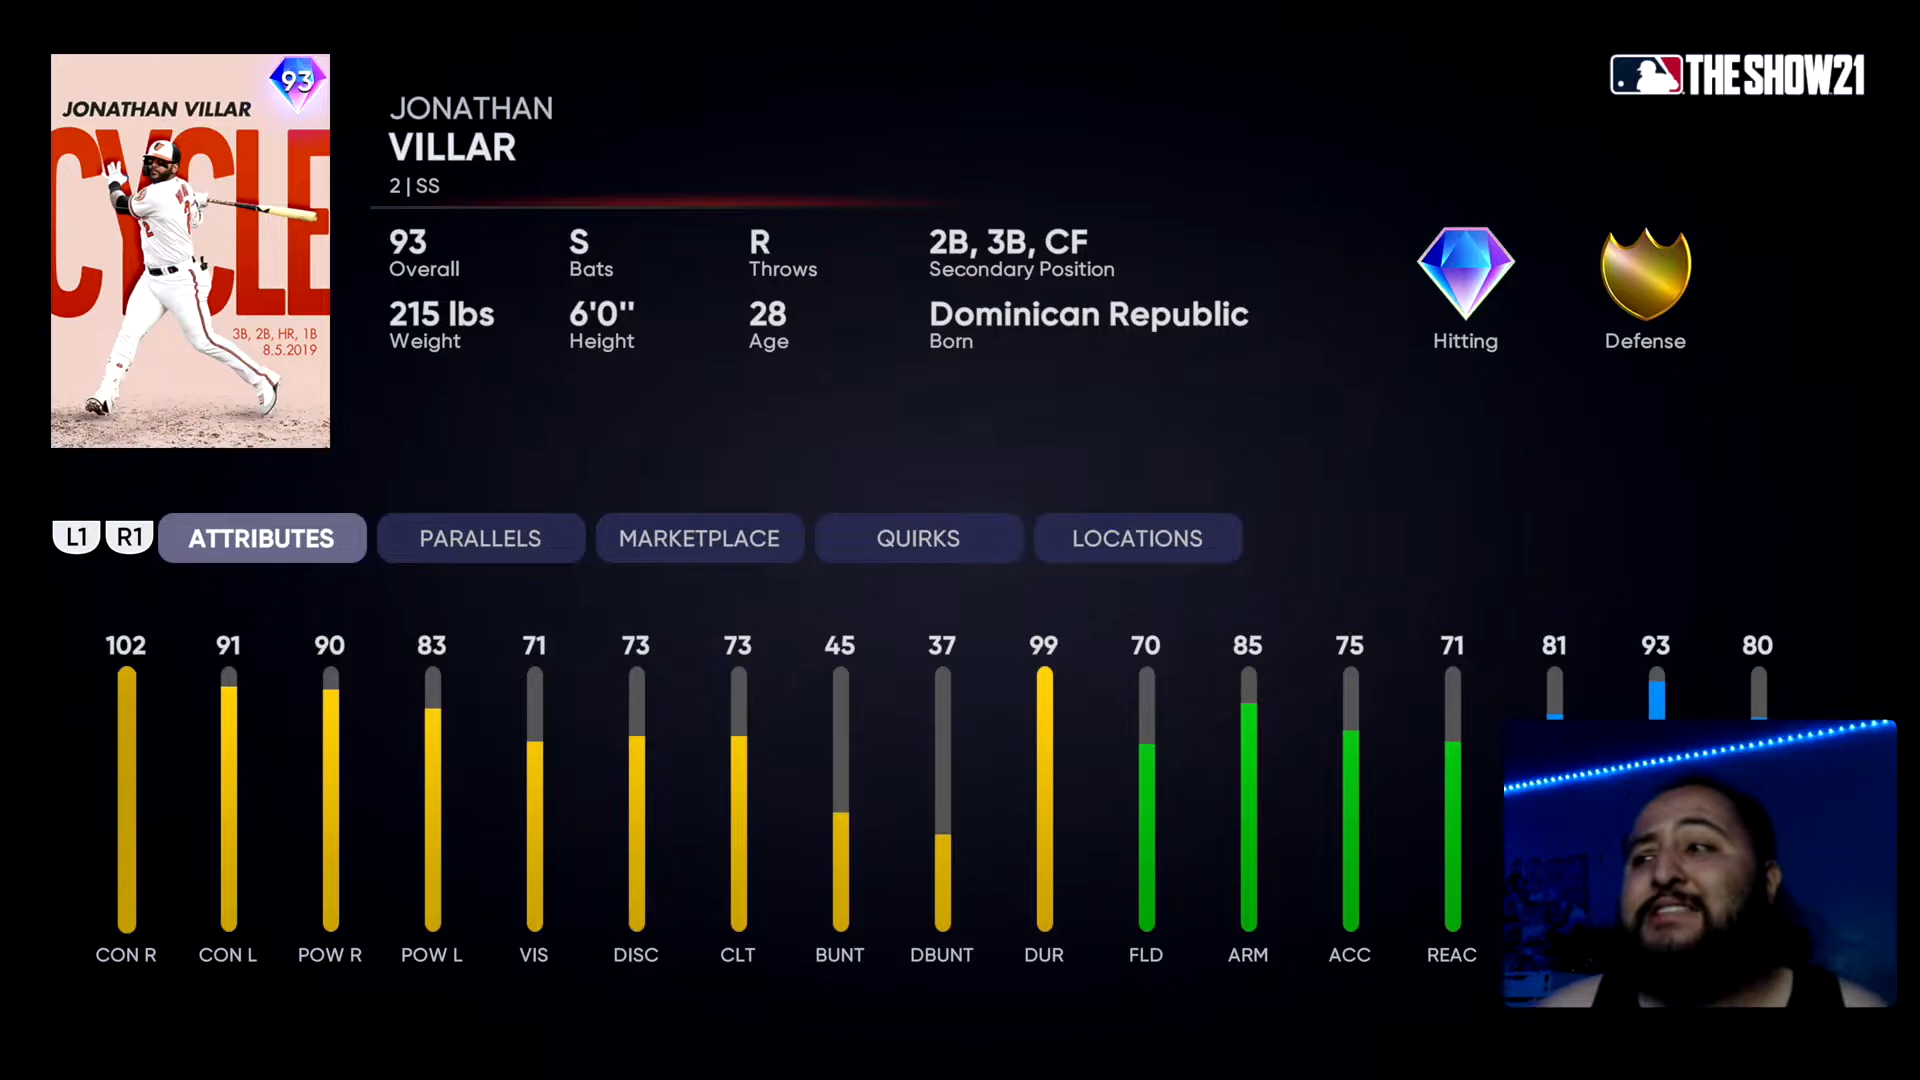 93
JONATHAN VILLAR
CYCLE
3B, 2B, HR, 1B
8.5.2019
JONATHAN
VILLAR
2 | SS
93
Overall
S
Bats
R
Throws
2B, 3B, CF
Secondary Position
215 lbs
Weight
6'0"
Height
28
Age
Dominican Republic
Born
Hitting
Defense
THE SHOW 21
L1 R1 ATTRIBUTES PARALLELS MARKETPLACE QUIRKS LOCATIONS
102 91 90 83 71 73 73 45 37 99 70 85 75 71 81 93 80
CON R CON L POW R POW L VIS DISC CLT BUNT DBUNT DUR FLD ARM ACC REAC